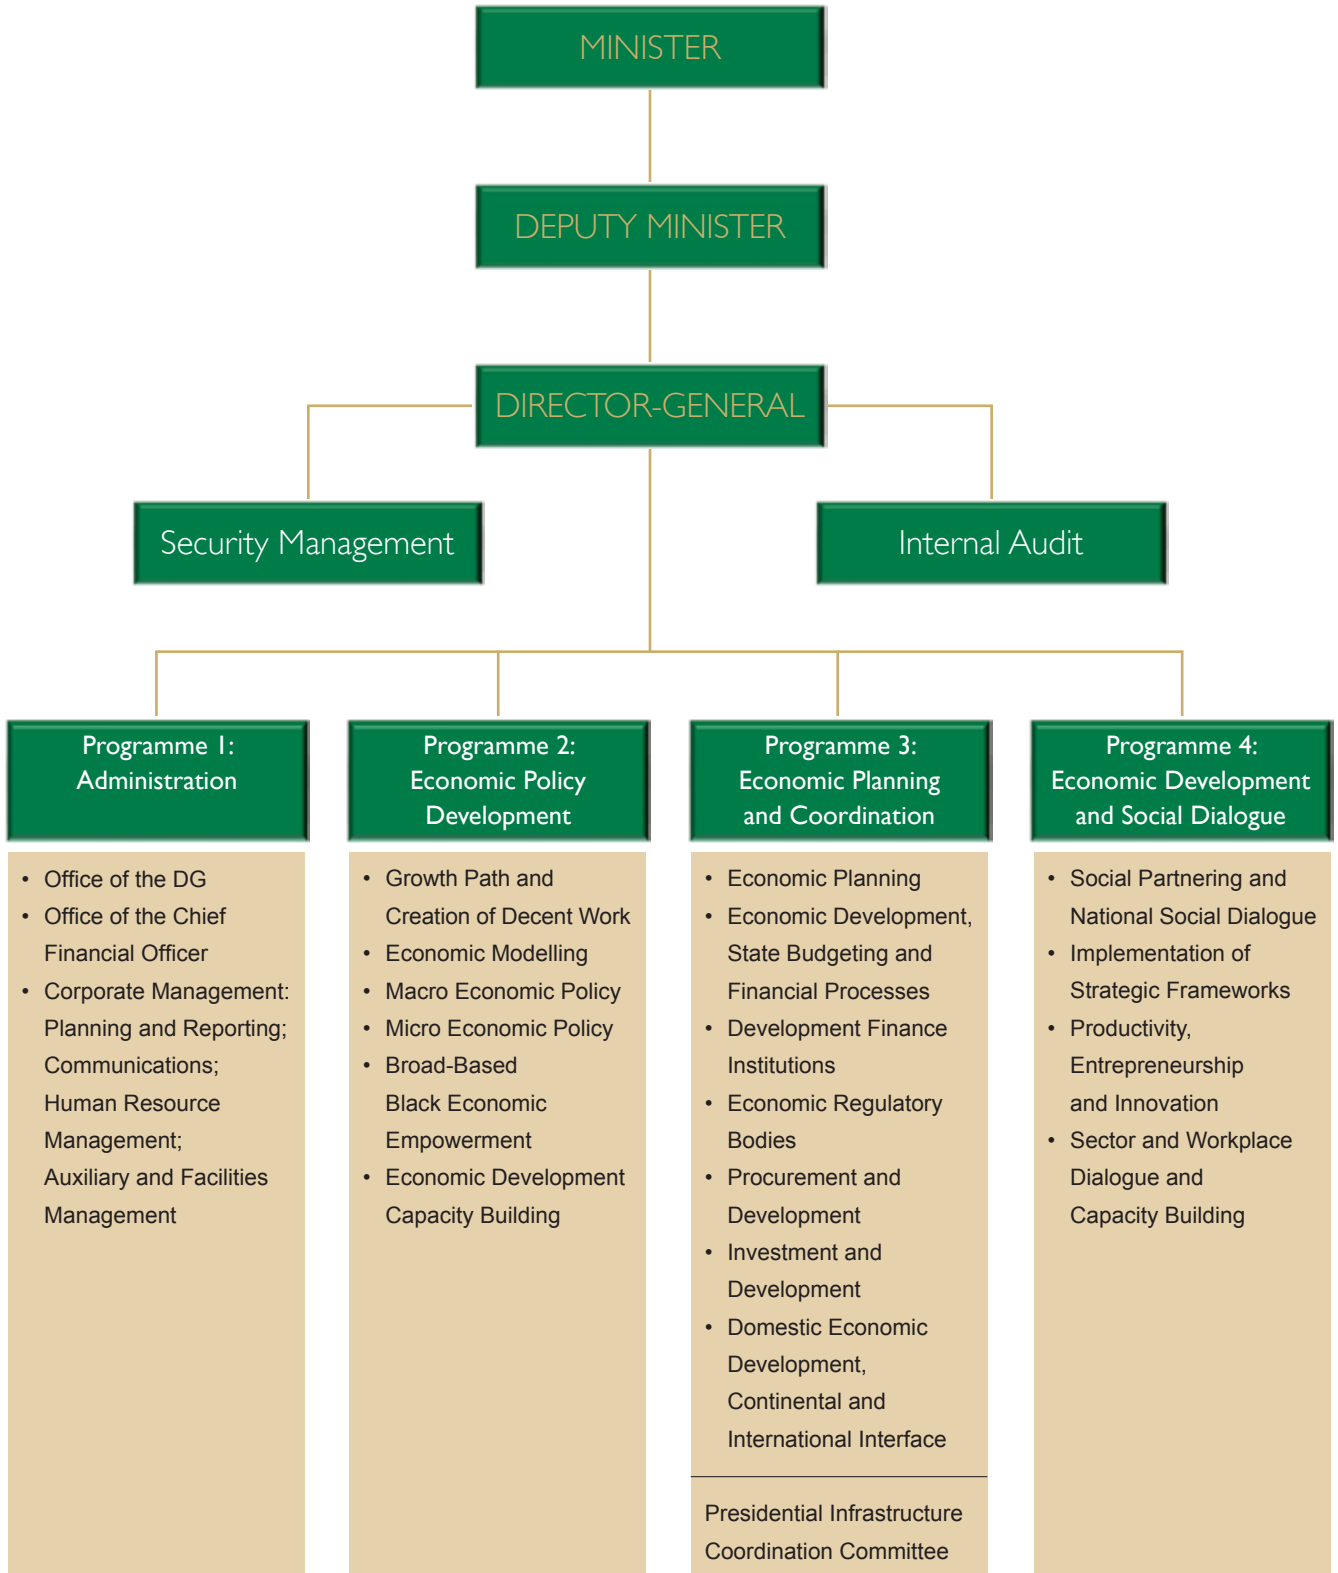 MINISTER
DEPUTY MINISTER
DIRECTOR-GENERAL
Security Management
Internal Audit
Programme 1:
Administration
• Office of the DG
• Office of the Chief
Financial Officer
• Corporate Management:
Planning and Reporting;
Communications;
Human Resource
Management;
Auxiliary and Facilities
Management
Programme 2:
Economic Policy
Development
• Growth Path and
Creation of Decent Work
• Economic Modelling
• Macro Economic Policy
• Micro Economic Policy
• Broad-Based
Black Economic
Empowerment
• Economic Development
Capacity Building
Programme 3:
Economic Planning
and Coordination
• Economic Planning
• Economic Development,
State Budgeting and
Financial Processes
• Development Finance
Institutions
• Economic Regulatory
Bodies
• Procurement and
Development
• Investment and
Development
• Domestic Economic
Development,
Continental and
International Interface
Presidential Infrastructure
Coordination Committee
Programme 4:
Economic Development
and Social Dialogue
• Social Partnering and
National Social Dialogue
• Implementation of
Strategic Frameworks
• Productivity,
Entrepreneurship
and Innovation
• Sector and Workplace
Dialogue and
Capacity Building